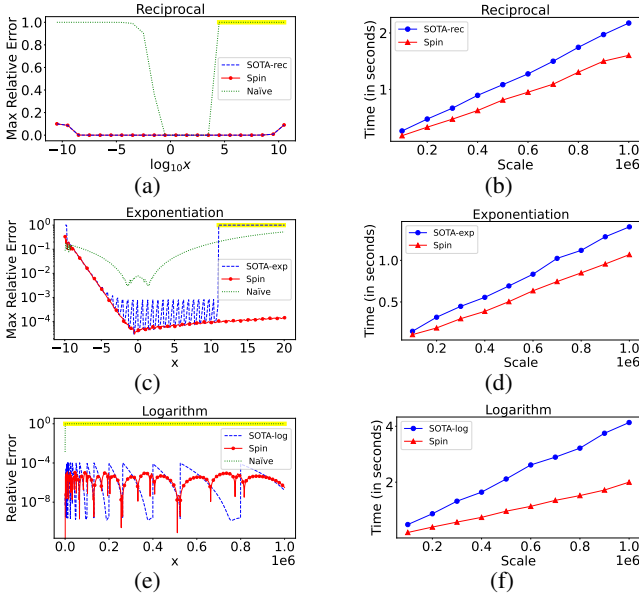 Reciprocal
Max Relative Error
1.0
0.8
0.6
0.4
0.2
0.0
SOTA-rec
Spin
Naïve
−10 −5 0 5 10
log₁₀x
(a)
Reciprocal
Time (in seconds)
2
1
SOTA-rec
Spin
0.2 0.4 0.6 0.8 1.0
Scale 1e6
(b)
Exponentiation
Max Relative Error
10⁰
10⁻¹
10⁻²
10⁻³
10⁻⁴
SOTA-exp
Spin
Naïve
−10 −5 0 5 10 15 20
x
(c)
Exponentiation
Time (in seconds)
1.0
0.5
SOTA-exp
Spin
0.2 0.4 0.6 0.8 1.0
Scale 1e6
(d)
Logarithm
Relative Error
10⁰
10⁻⁴
10⁻⁸
SOTA-log
Spin
Naïve
0.0 0.2 0.4 0.6 0.8 1.0
x 1e6
(e)
Logarithm
Time (in seconds)
4
2
SOTA-log
Spin
0.2 0.4 0.6 0.8 1.0
Scale 1e6
(f)